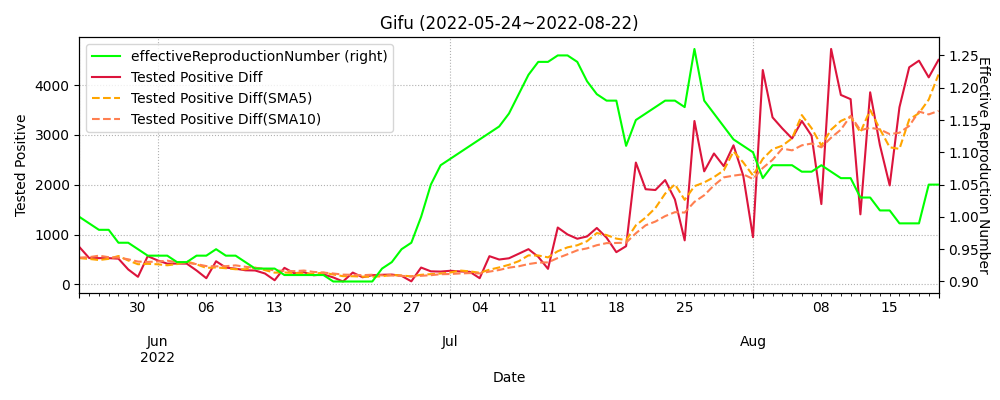 Gifu (2022-05-24~2022-08-22)
effectiveReproductionNumber (right)
Tested Positive Diff
Tested Positive Diff(SMA5)
Tested Positive Diff(SMA10)
Tested Positive
4000
3000
2000
1000
0
1.25
1.20
1.15
1.10
1.05
1.00
0.95
0.90
Effective Reproduction Number
30 06 13 20 27 04 11 18 25 08 15
Jun Jul Aug
2022
Date